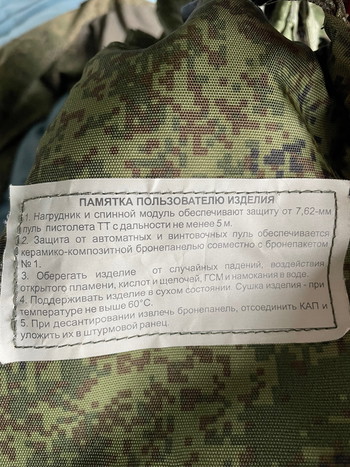 ПАМЯТКА ПОЛЬЗОВАТЕЛЮ ИЗДЕЛИЯ
1. Нагрудник и спинной модуль обеспечивают защиту от 7,62-мм
пуль пистолета ТТ с дальности не менее 5 м.
2. Защита от автоматных и винтовочных пуль обеспечивается
керамико-композитной бронепанелью совместно с бронепакетом
№1.
3. Оберегать изделие от случайных падений, воздействия
открытого пламени, кислот и щелочей, ГСМ и намокания в воде.
4. Поддерживать изделие в сухом состоянии. Сушка изделия - при
температуре не выше 60°С.
5. При десантировании извлечь бронепанель, отсоединить КАП и
уложить их в штурмовой ранец.